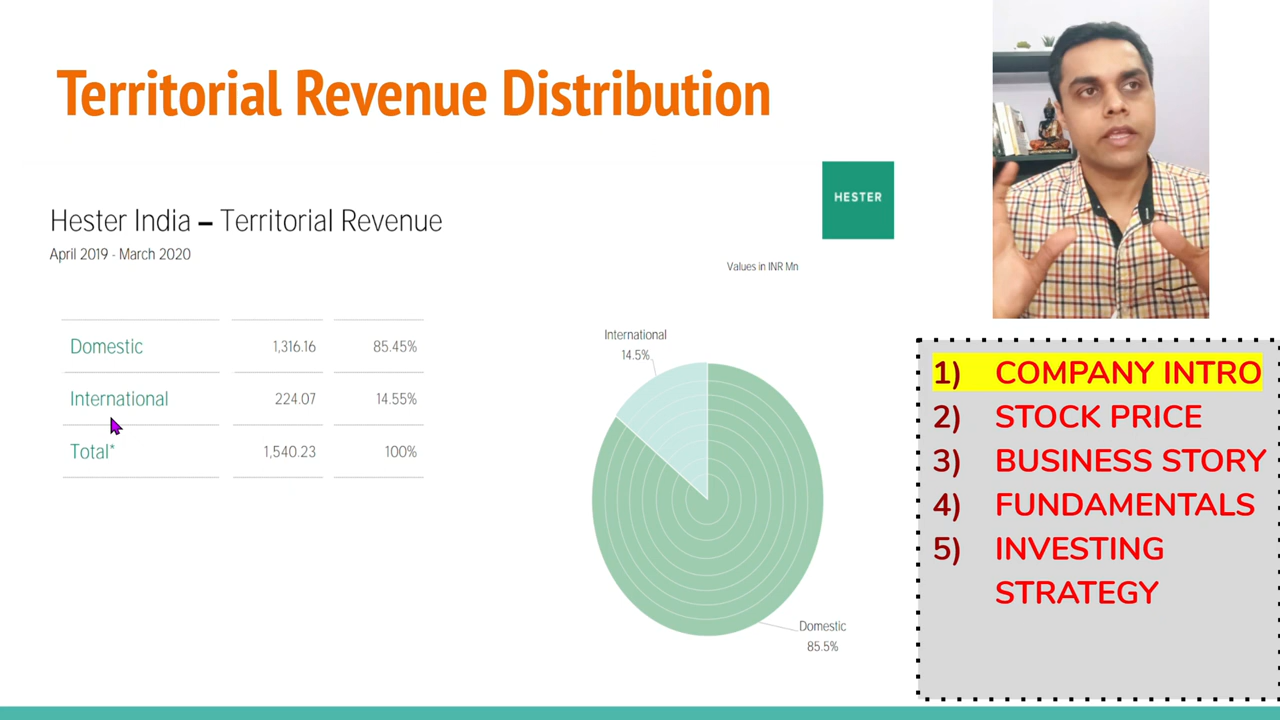 Territorial Revenue Distribution
HESTER
Hester India – Territorial Revenue
April 2019 - March 2020
Values in INR Mn
Domestic 1,316.16 85.45%
International 224.07 14.55%
Total* 1,540.23 100%
International
14.5%
Domestic
85.5%
1) COMPANY INTRO
2) STOCK PRICE
3) BUSINESS STORY
4) FUNDAMENTALS
5) INVESTING
STRATEGY